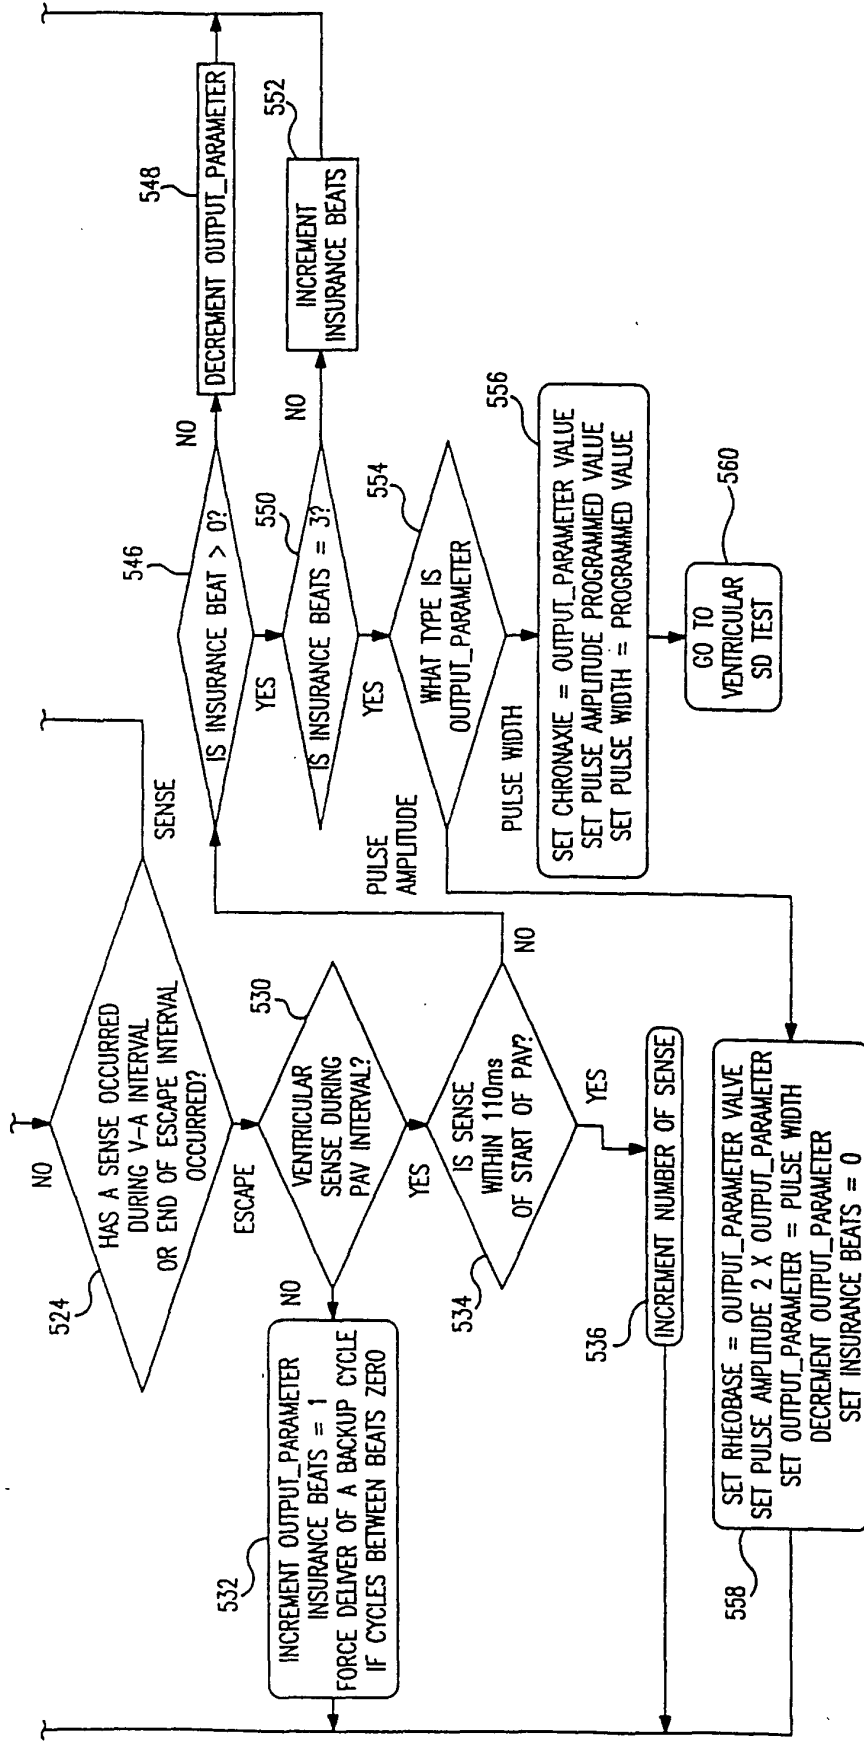 NO
524
HAS A SENSE OCCURRED
DURING V-A INTERVAL
OR END OF ESCAPE INTERVAL
OCCURRED?
SENSE
ESCAPE
530
VENTRICULAR
SENSE DURING
PAV INTERVAL?
NO
532
INCREMENT OUTPUT_PARAMETER
INSURANCE BEATS = 1
FORCE DELIVER OF A BACKUP CYCLE
IF CYCLES BETWEEN BEATS ZERO
YES
534
IS SENSE
WITHIN 110ms
OF START OF PAV?
NO
YES
536
INCREMENT NUMBER OF SENSE
546
IS INSURANCE BEAT > 0?
NO
548
DECREMENT OUTPUT_PARAMETER
YES
550
IS INSURANCE BEATS = 3?
NO
552
INCREMENT
INSURANCE BEATS
YES
554
WHAT TYPE IS
OUTPUT_PARAMETER
PULSE
AMPLITUDE
PULSE WIDTH
556
SET CHRONAXIE = OUTPUT_PARAMETER VALUE
SET PULSE AMPLITUDE PROGRAMMED VALUE
SET PULSE WIDTH = PROGRAMMED VALUE
560
GO TO
VENTRICULAR
SD TEST
558
SET RHEOBASE = OUTPUT_PARAMETER VALVE
SET PULSE AMPLITUDE 2 X OUTPUT_PARAMETER
SET OUTPUT_PARAMETER = PULSE WIDTH
DECREMENT OUTPUT_PARAMETER
SET INSURANCE BEATS = 0